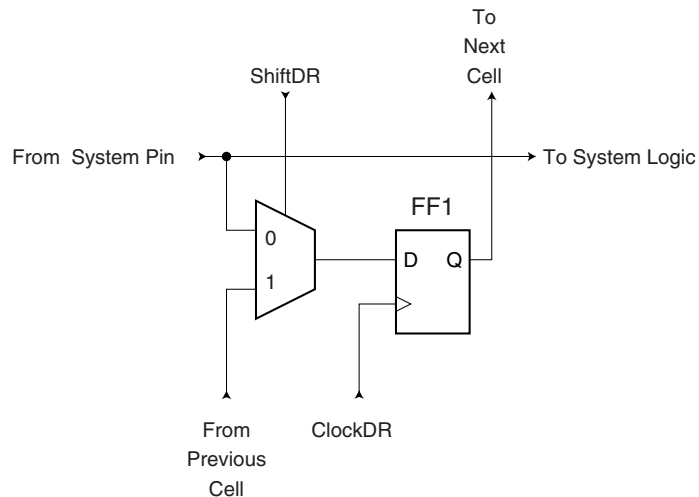 To
Next
Cell
ShiftDR
From System Pin
To System Logic
FF1
0
D Q
1
From
Previous
Cell
ClockDR